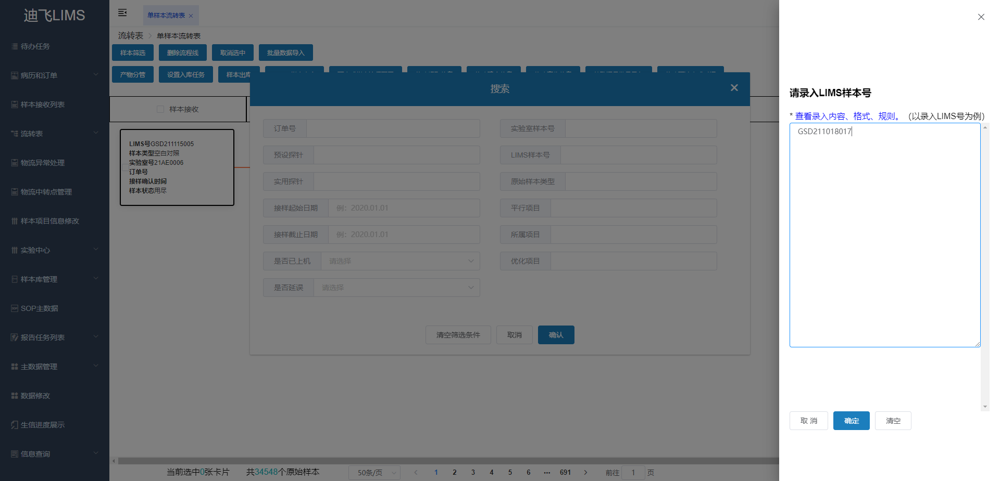 迪飞LIMS
待办任务
病历和订单
样本接收列表
流转表
物流异常处理
物流中转点管理
样本项目信息修改
实验中心
样本库管理
SOP主数据
报告任务列表
主数据管理
数据修改
生信进度展示
信息查询
单样本流转表 ×
流转表 > 单样本流转表
样本筛选 删除流程线 取消选中 批量数据导入
产物分管 设置入库任务 样本出库
样本接收
LIMS号GSD211115005
样本类型空白对照
实验室号21AE0006
订单号
接样确认时间
样本状态用尽
搜索
订单号 实验室样本号
预设探针 LIMS样本号
实用探针 原始样本类型
接样起始日期 例：2020.01.01 平行项目
接样截止日期 例：2020.01.01 所属项目
是否已上机 请选择 优化项目
是否延误 请选择
清空筛选条件 取消 确认
当前选中0张卡片 共34548个原始样本 50条/页 < 1 2 3 4 5 6 ··· 691 > 前往 1 页
请录入LIMS样本号
* 查看录入内容、格式、规则。（以录入LIMS号为例）
GSD211018017
取 消 确定 清空